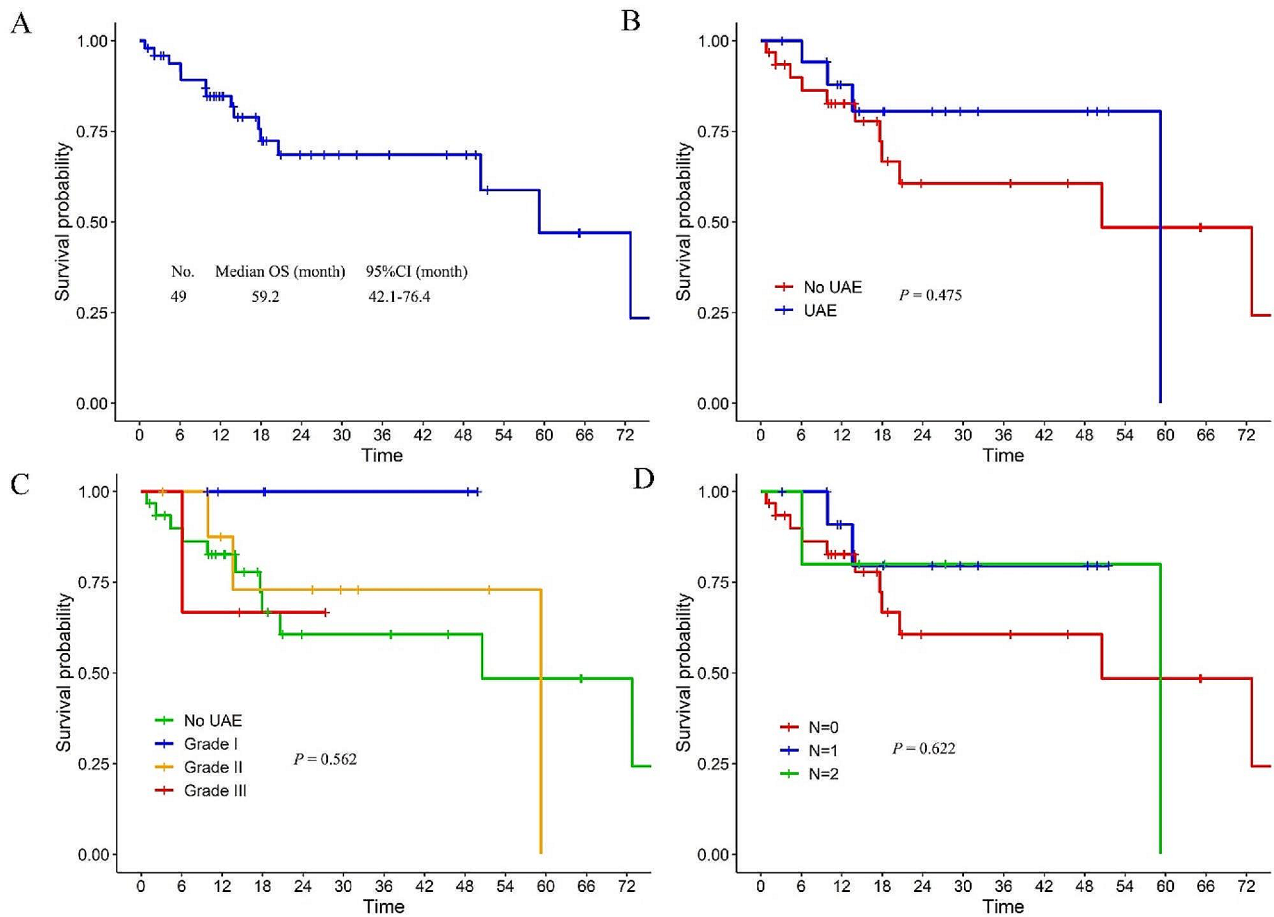 A
Survival probability
1.00
0.75
0.50
0.25
0.00
No. Median OS (month) 95%CI (month)
49 59.2 42.1-76.4
0 6 12 18 24 30 36 42 48 54 60 66 72
Time
B
Survival probability
1.00
0.75
0.50
0.25
0.00
No UAE
UAE
P = 0.475
0 6 12 18 24 30 36 42 48 54 60 66 72
Time
C
Survival probability
1.00
0.75
0.50
0.25
0.00
No UAE
Grade I
Grade II
Grade III
P = 0.562
0 6 12 18 24 30 36 42 48 54 60 66 72
Time
D
Survival probability
1.00
0.75
0.50
0.25
0.00
N=0
N=1
N=2
P = 0.622
0 6 12 18 24 30 36 42 48 54 60 66 72
Time